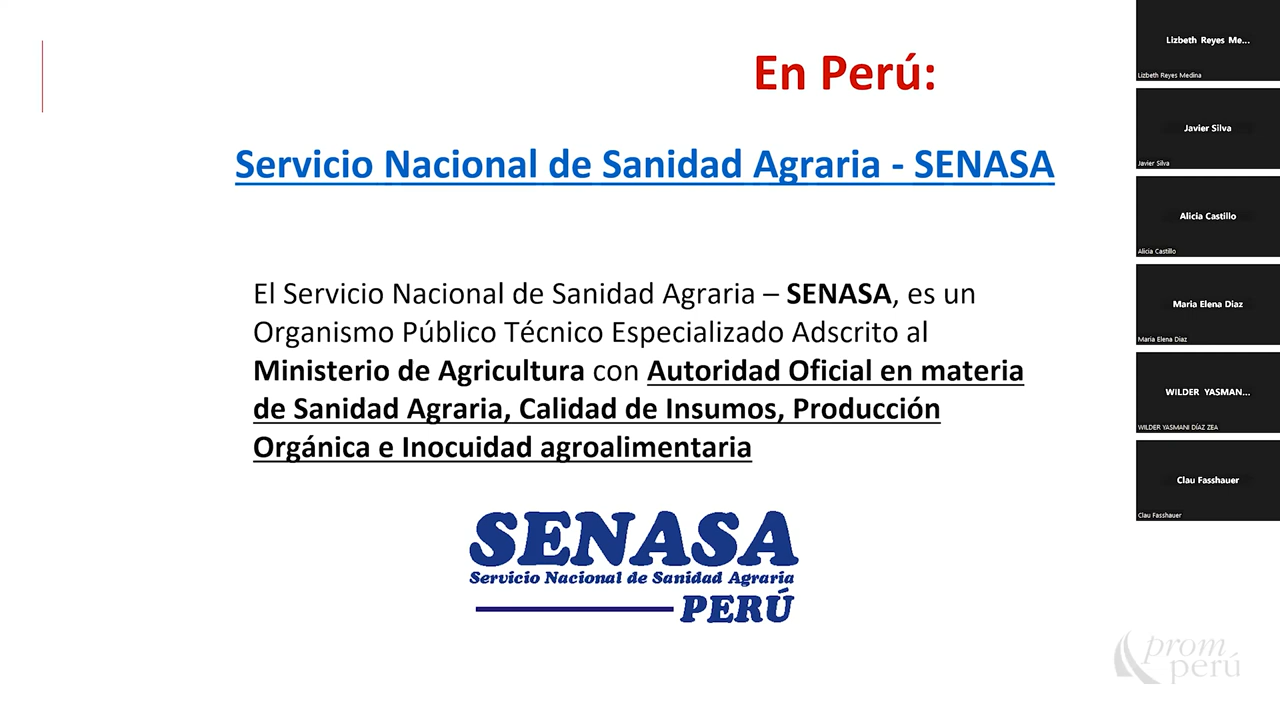 En Perú:
Servicio Nacional de Sanidad Agraria - SENASA
El Servicio Nacional de Sanidad Agraria – SENASA, es un
Organismo Público Técnico Especializado Adscrito al
Ministerio de Agricultura con Autoridad Oficial en materia
de Sanidad Agraria, Calidad de Insumos, Producción
Orgánica e Inocuidad agroalimentaria
SENASA
Servicio Nacional de Sanidad Agraria
PERÚ
prom
perú
Lizbeth Reyes Me...
Lizbeth Reyes Medina
Javier Silva
Javier Silva
Alicia Castillo
Alicia Castillo
Maria Elena Diaz
Maria Elena Diaz
WILDER YASMAN...
WILDER YASMANI DÍAZ ZEA
Clau Fasshauer
Clau Fasshauer